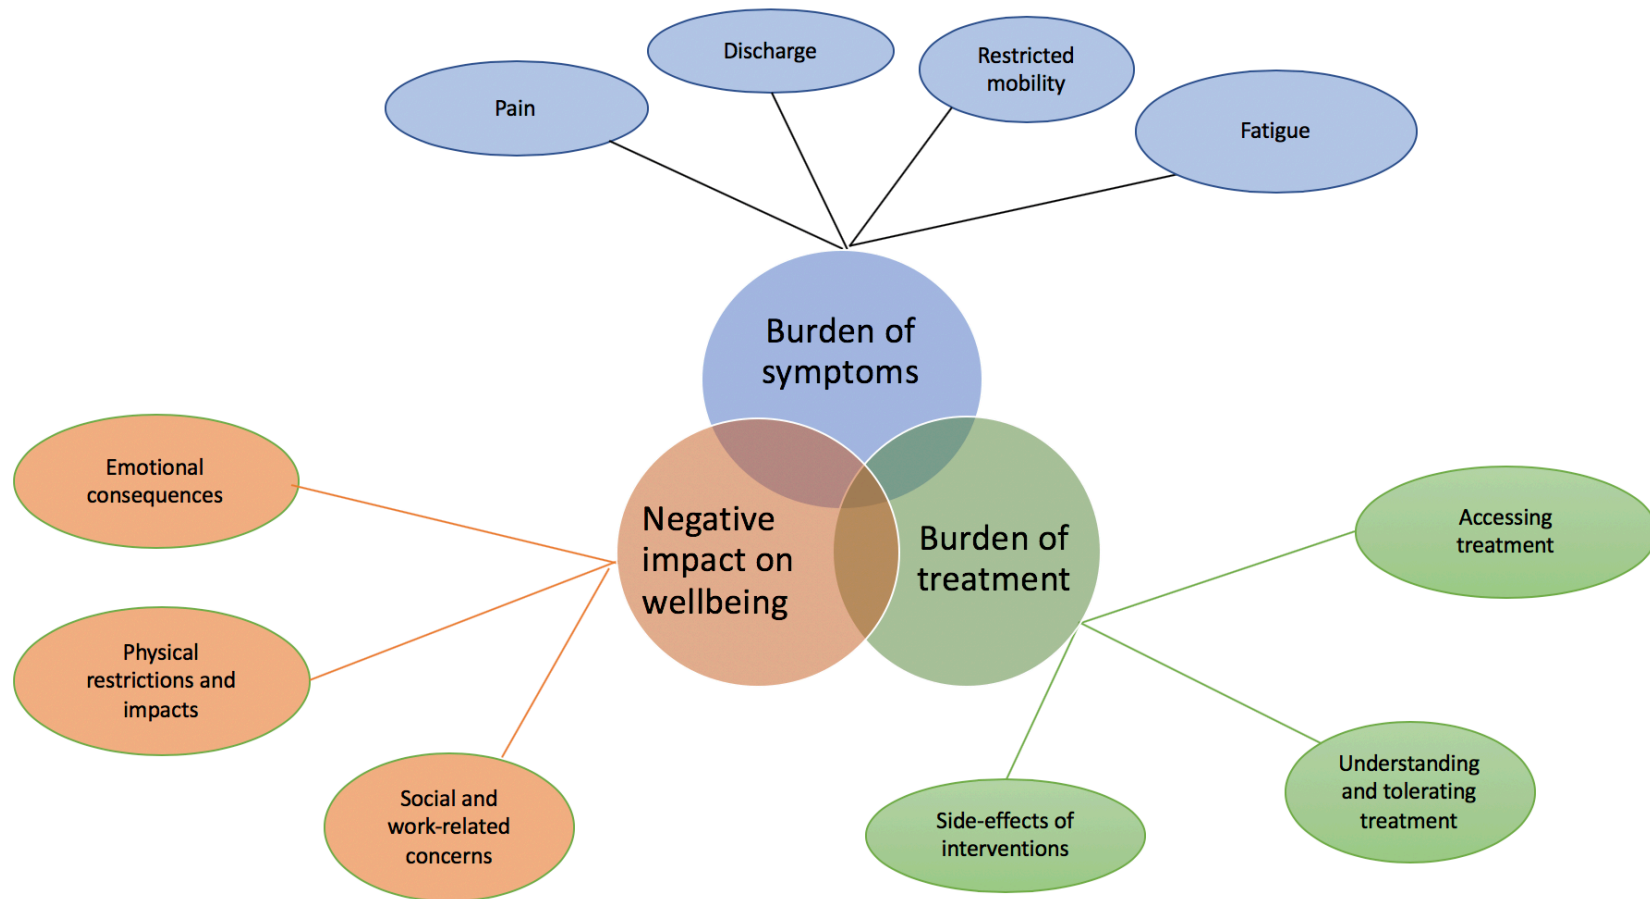 Discharge
Restricted
mobility
Pain
Fatigue
Burden of
symptoms
Emotional
consequences
Negative
impact on
wellbeing
Burden of
treatment
Accessing
treatment
Physical
restrictions and
impacts
Social and
work-related
concerns
Side-effects of
interventions
Understanding
and tolerating
treatment